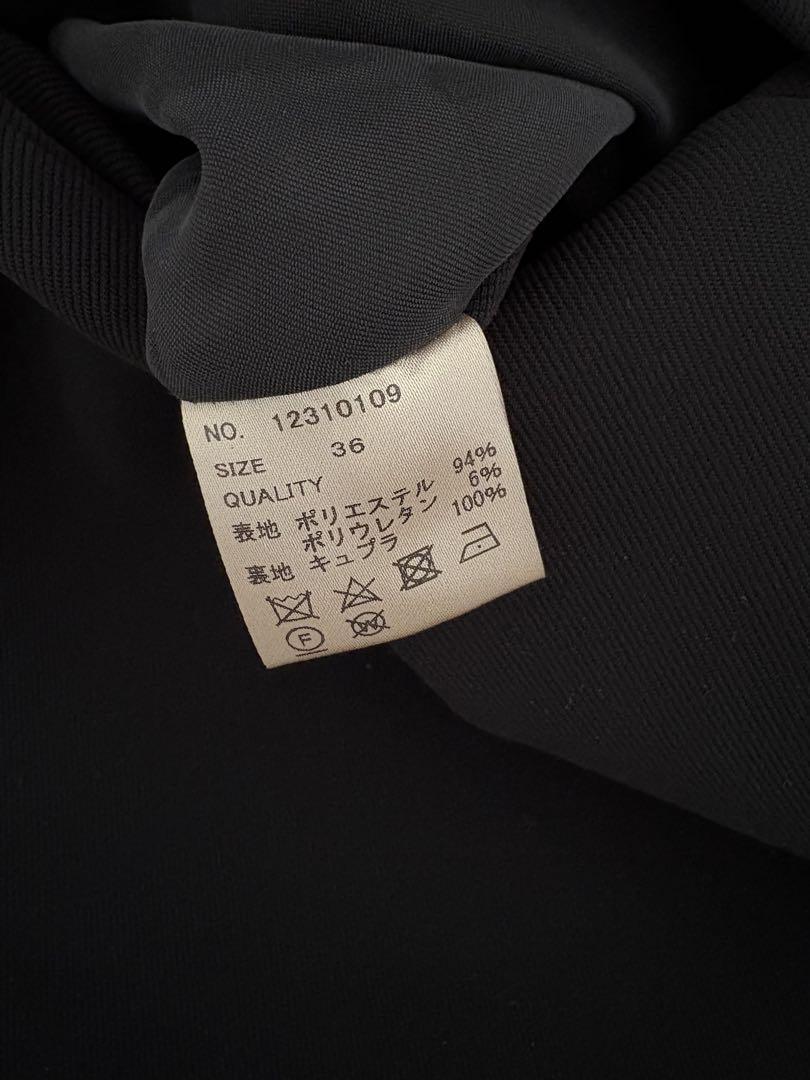 NO. 12310109
SIZE 36
QUALITY
表地 ポリエステル 94%
ポリウレタン 6%
裏地 キュプラ 100%
F W